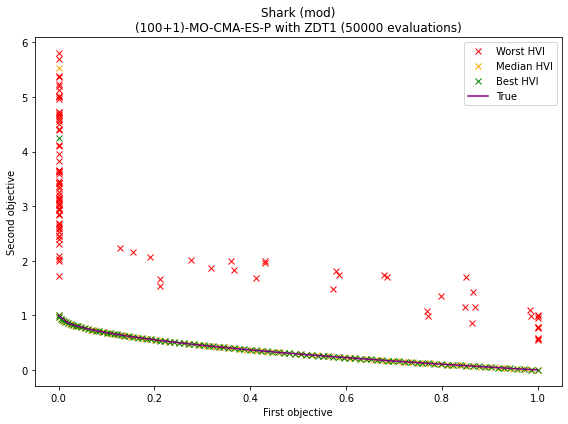 Shark (mod)
(100+1)-MO-CMA-ES-P with ZDT1 (50000 evaluations)
Worst HVI
Median HVI
Best HVI
True
Second objective
6
5
4
3
2
1
0
0.0
0.2
0.4
0.6
0.8
1.0
First objective